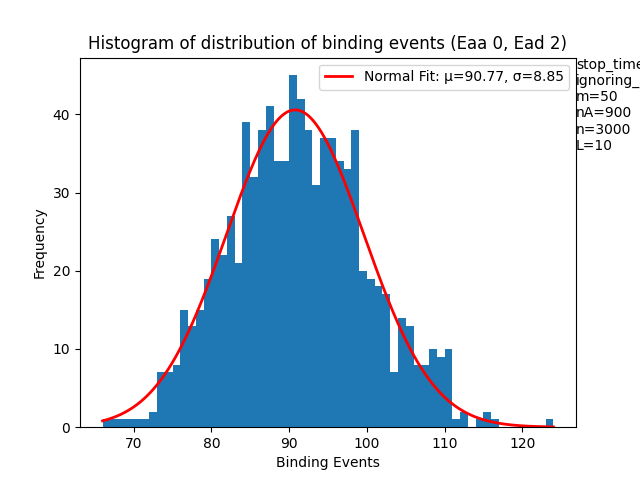 Histogram of distribution of binding events (Eaa 0, Ead 2)
Normal Fit: μ=90.77, σ=8.85
stop_time
ignoring_
m=50
nA=900
n=3000
L=10
Frequency
40
30
20
10
0
70 80 90 100 110 120
Binding Events